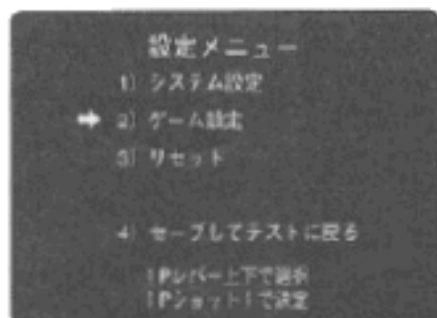 設定メニュー
1) システム設定
➡ 2) ゲーム設定
3) リセット
4) セーブしてテストに戻る
1Pレバー上下で選択
1Pショット1で決定